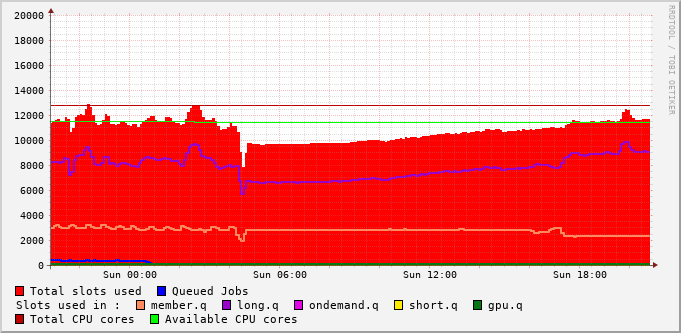 20000
18000
16000
14000
12000
10000
8000
6000
4000
2000
0
Sun 00:00 Sun 06:00 Sun 12:00 Sun 18:00
RRDTOOL / TOBI OETIKER
Total slots used Queued Jobs
Slots used in : member.q long.q ondemand.q short.q gpu.q
Total CPU cores Available CPU cores